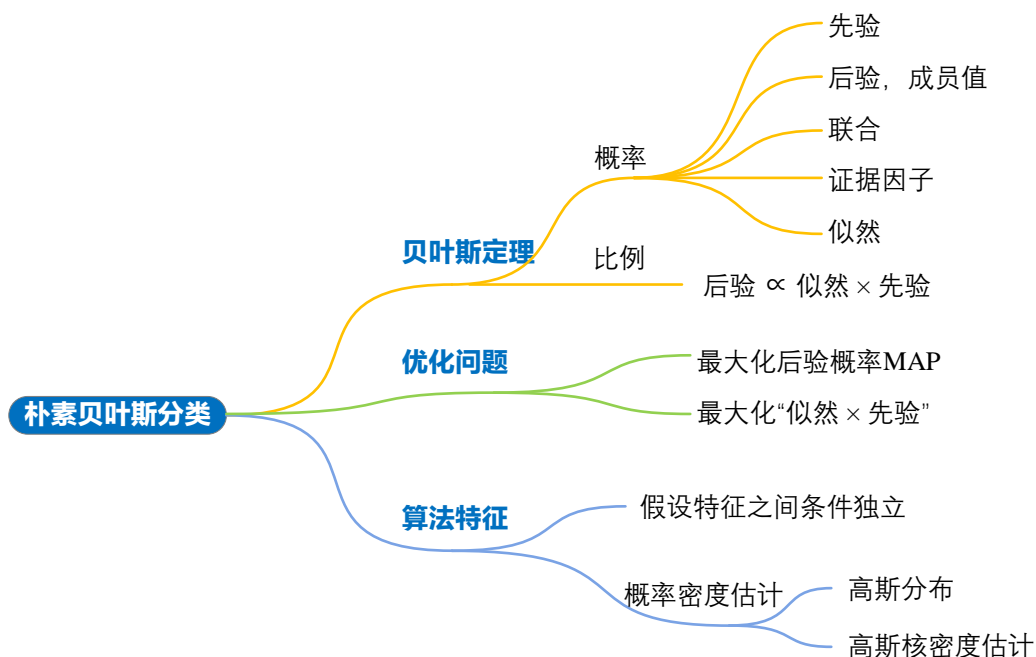 朴素贝叶斯分类
贝叶斯定理
概率
先验
后验，成员值
联合
证据因子
似然
比例
后验 ∝ 似然 × 先验
优化问题
最大化后验概率MAP
最大化“似然 × 先验”
算法特征
假设特征之间条件独立
概率密度估计
高斯分布
高斯核密度估计